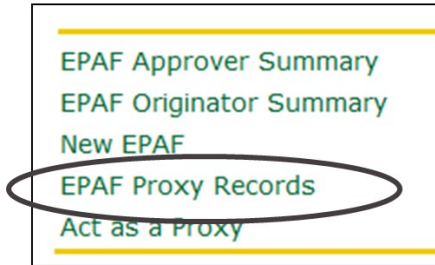 EPAF Approver Summary
EPAF Originator Summary
New EPAF
EPAF Proxy Records
Act as a Proxy